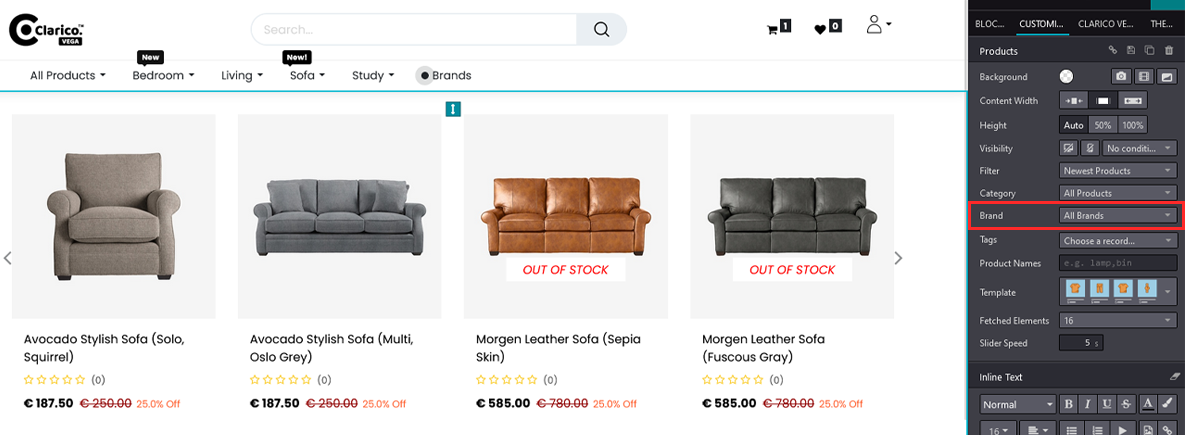 Clarico.™
VEGA
Search...
1
0
BLOC...
CUSTOMI...
CLARICO VE...
THE...
New
New!
All Products
Bedroom
Living
Sofa
Study
Brands
OUT OF STOCK
OUT OF STOCK
Avocado Stylish Sofa (Solo,
Squirrel)
(0)
€ 187.50 € 250.00 25.0% Off
Avocado Stylish Sofa (Multi,
Oslo Grey)
(0)
€ 187.50 € 250.00 25.0% Off
Morgen Leather Sofa (Sepia
Skin)
(0)
€ 585.00 € 780.00 25.0% Off
Morgen Leather Sofa
(Fuscous Gray)
(0)
€ 585.00 € 780.00 25.0% Off
Products
Background
Content Width
Height Auto 50% 100%
Visibility No conditi...
Filter Newest Products
Category All Products
Brand All Brands
Tags Choose a record...
Product Names e.g. lamp,bin
Template
Fetched Elements 16
Slider Speed 5 s
Inline Text
Normal B I U S A
16